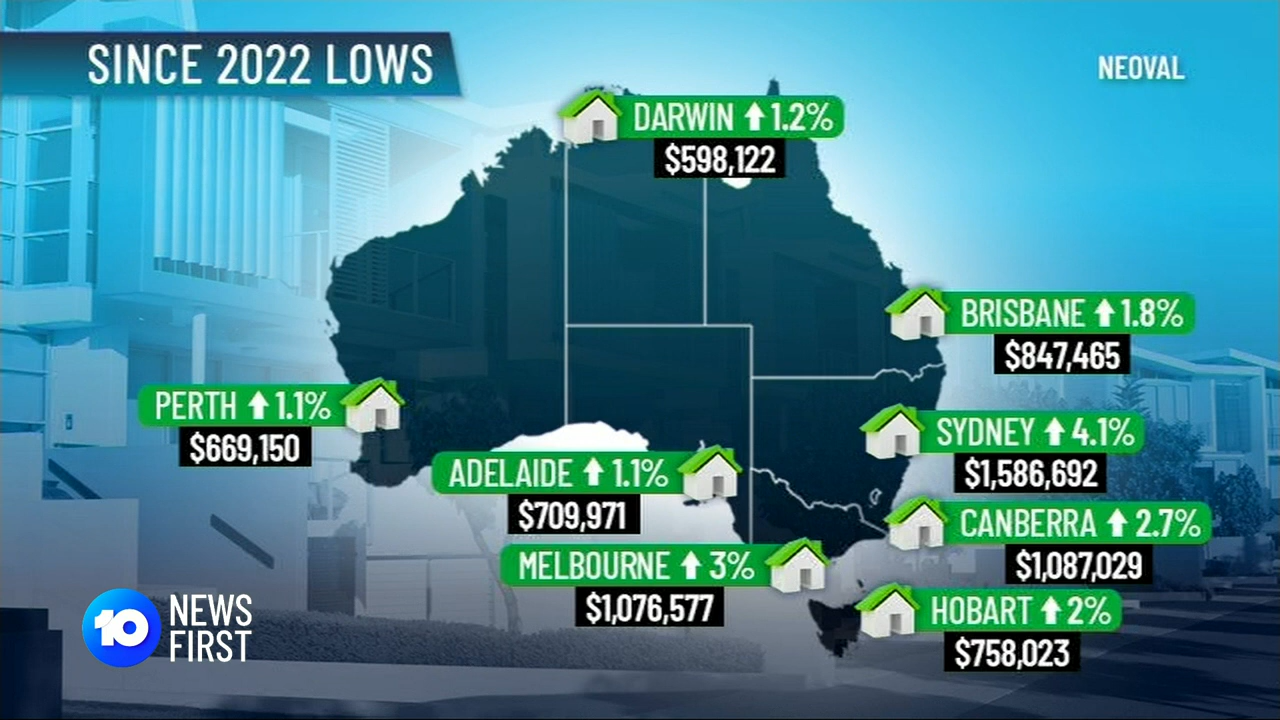 SINCE 2022 LOWS
NEOVAL
DARWIN ⬆ 1.2%
$598,122
BRISBANE ⬆ 1.8%
$847,465
PERTH ⬆ 1.1%
$669,150
SYDNEY ⬆ 4.1%
$1,586,692
ADELAIDE ⬆ 1.1%
$709,971
CANBERRA ⬆ 2.7%
$1,087,029
MELBOURNE ⬆ 3%
$1,076,577
HOBART ⬆ 2%
$758,023
10 NEWS
FIRST